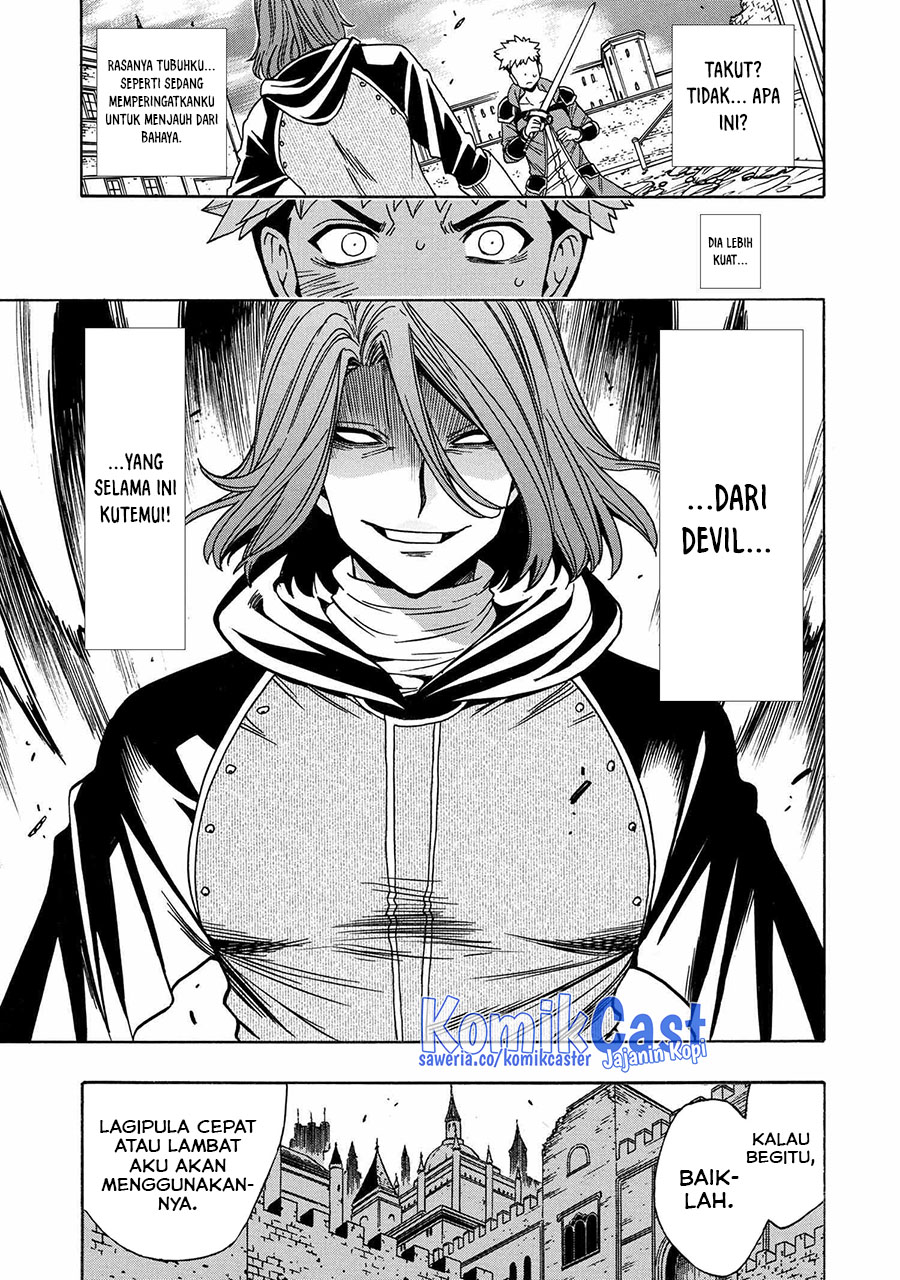 TAKUT?
TIDAK... APA
INI?
RASANYA TUBUHKU...
SEPERTI SEDANG
MEMPERINGATKANKU
UNTUK MENJAUH DARI
BAHAYA.
DIA LEBIH
KUAT...
...DARI
DEVIL...
...YANG
SELAMA INI
KUTEMUI!
KomikCast
saweria.co/komikcaster
Jajanin Kopi
KALAU
BEGITU,
BAIK-
LAH.
LAGIPULA CEPAT
ATAU LAMBAT
AKU AKAN
MENGGUNAKAN-
NYA.